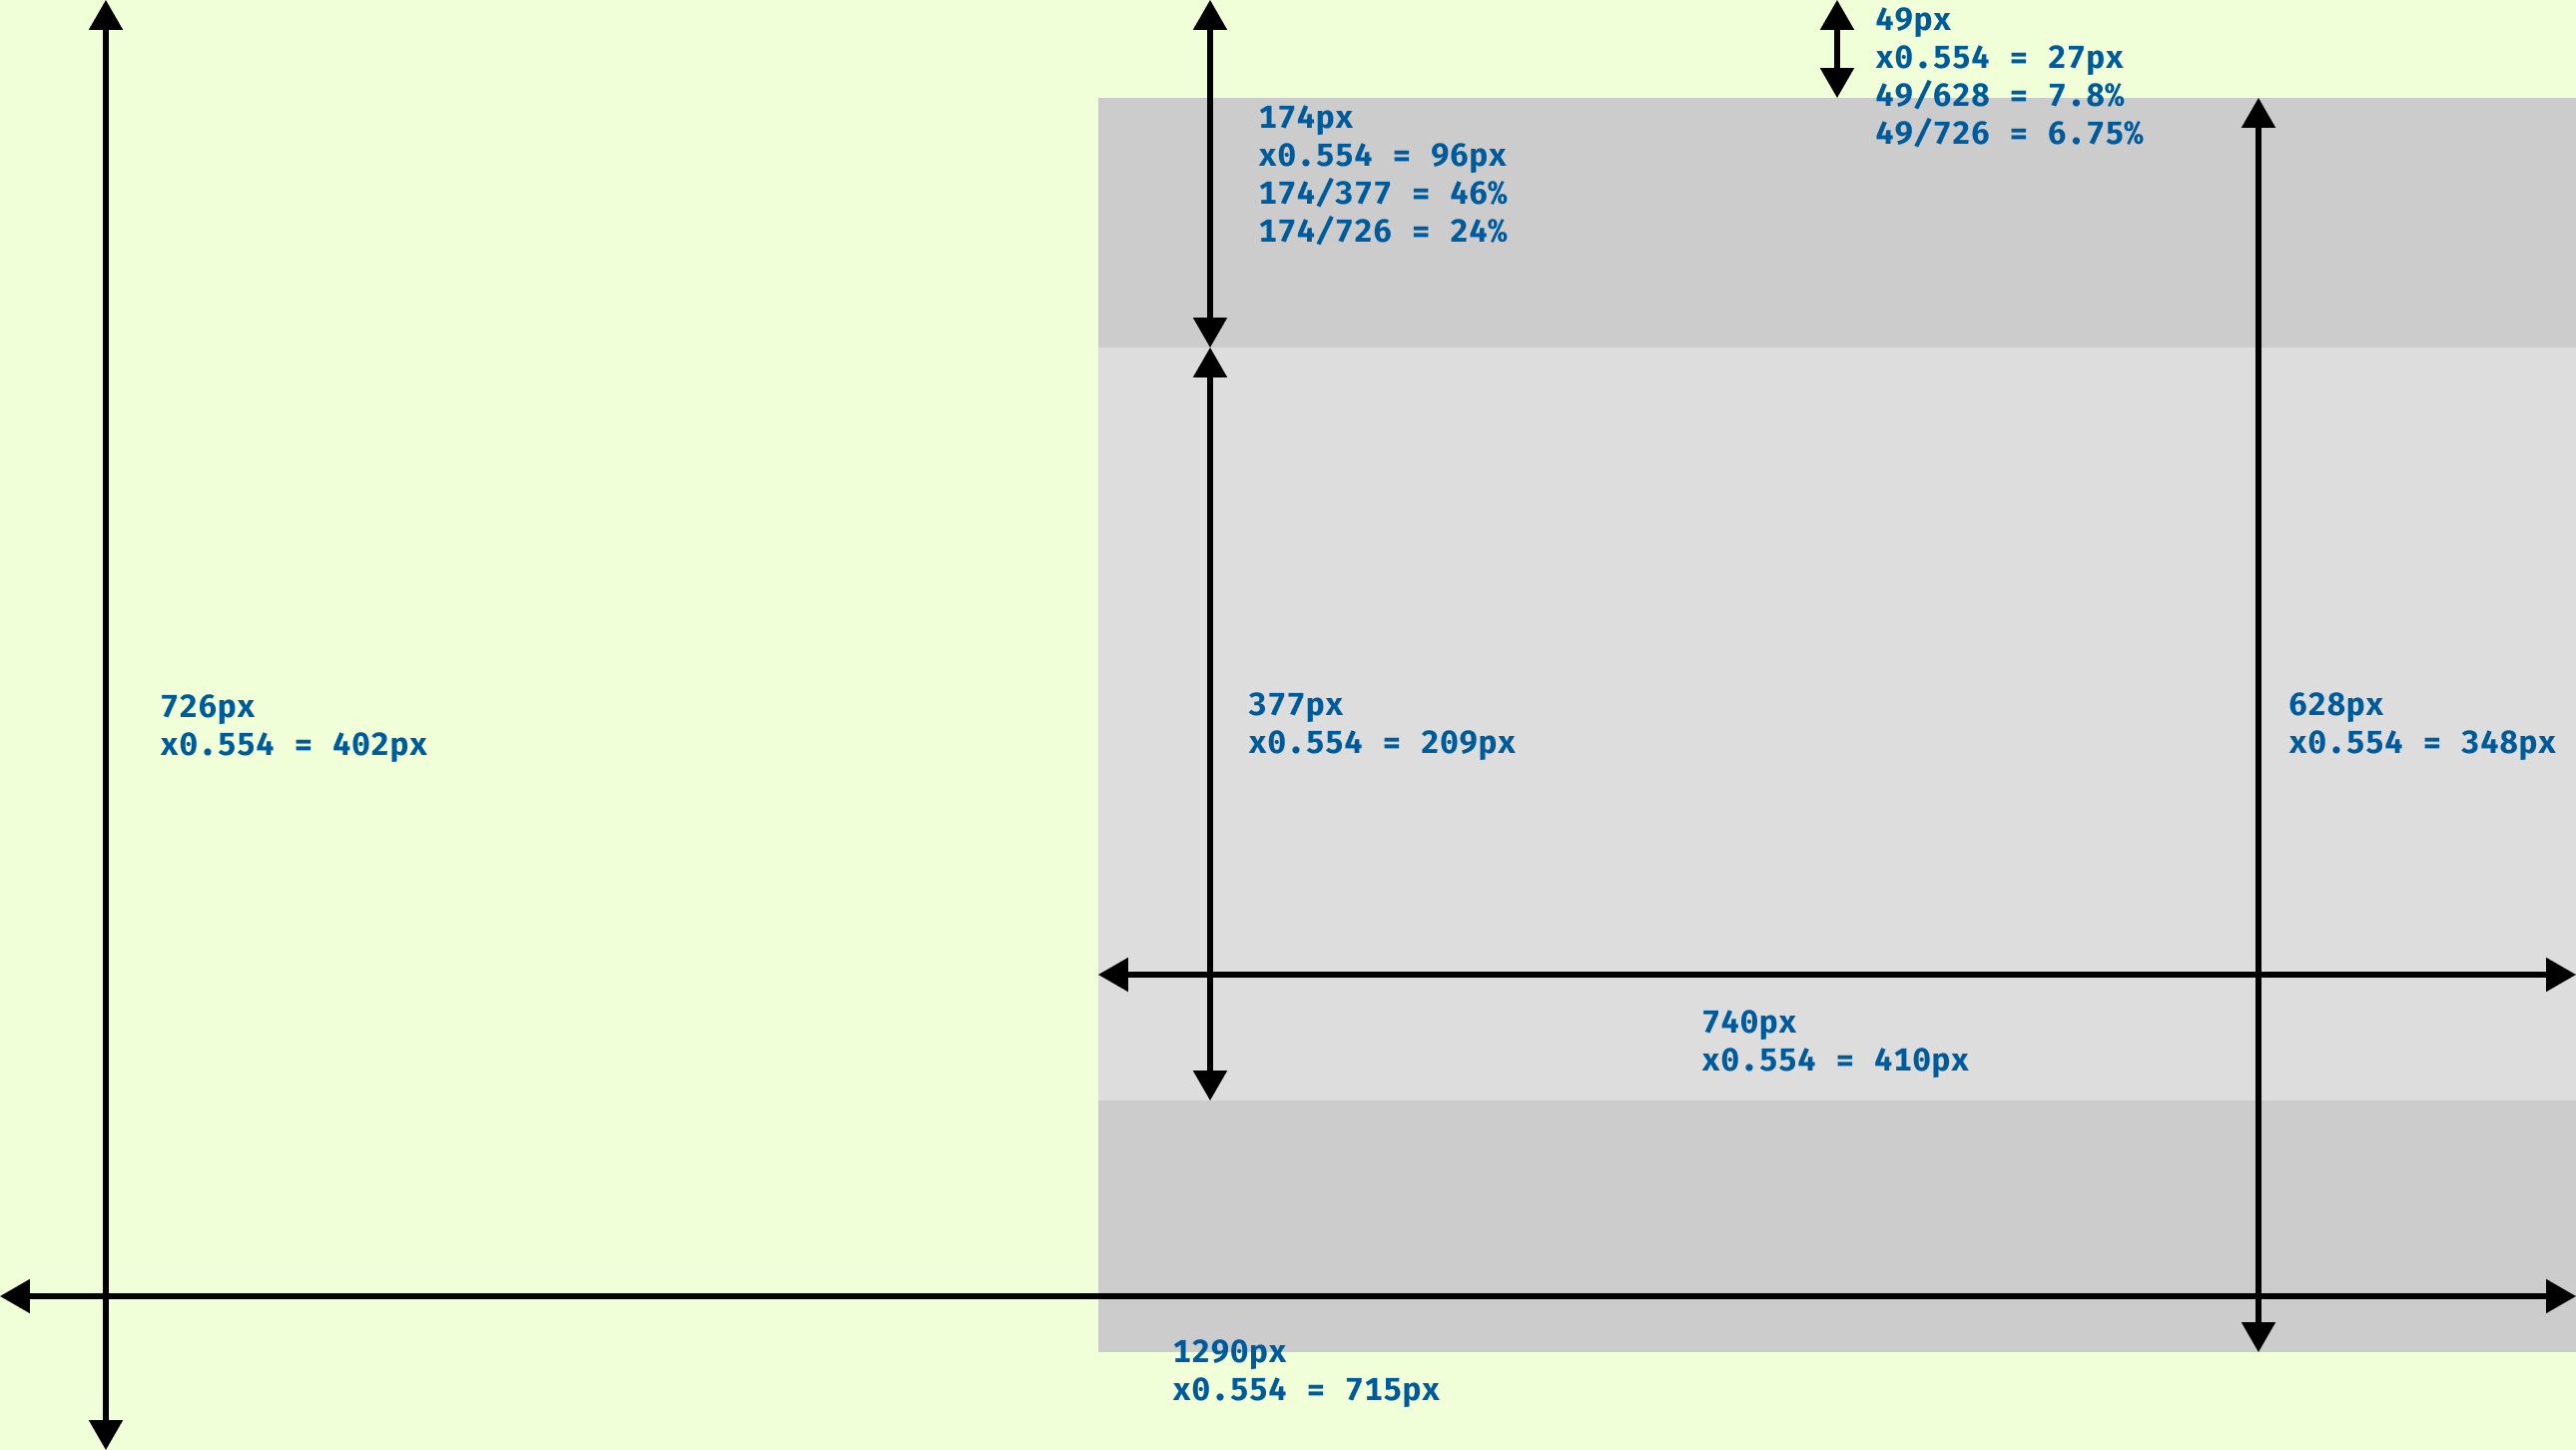 49px
x0.554 = 27px
49/628 = 7.8%
49/726 = 6.75%
174px
x0.554 = 96px
174/377 = 46%
174/726 = 24%
726px
x0.554 = 402px
377px
x0.554 = 209px
628px
x0.554 = 348px
740px
x0.554 = 410px
1290px
x0.554 = 715px